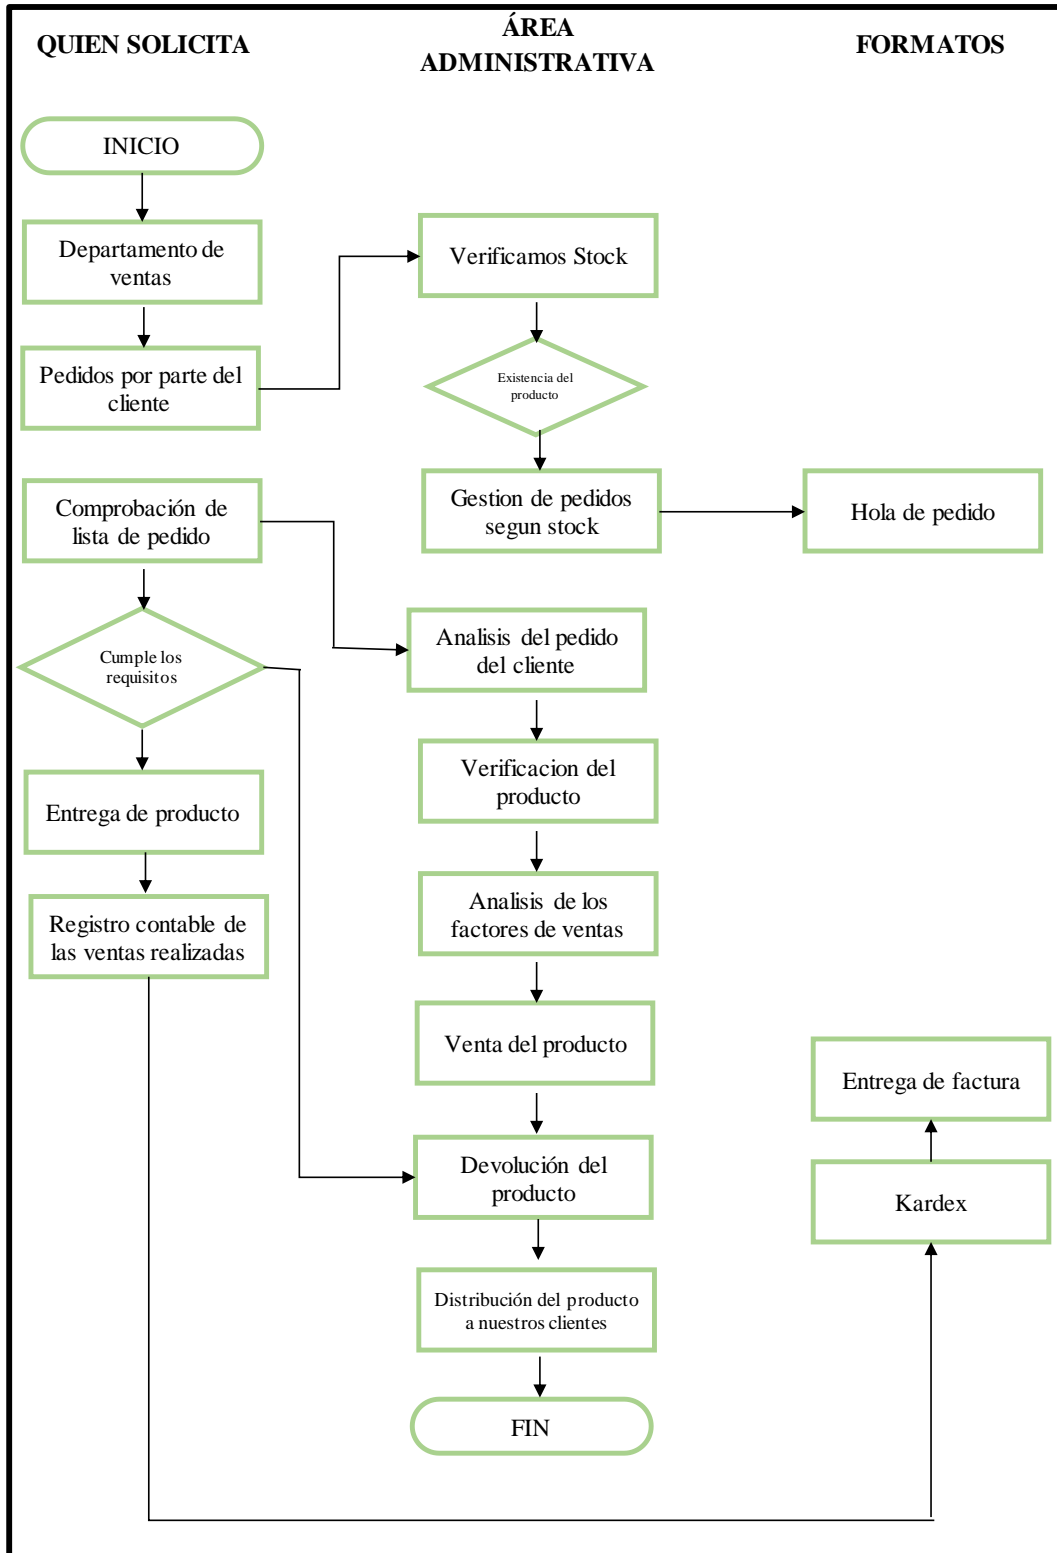 QUIEN SOLICITA
ÁREA
ADMINISTRATIVA
FORMATOS
INICIO
Departamento de
ventas
Verificamos Stock
Pedidos por parte del
cliente
Existencia del
producto
Comprobación de
lista de pedido
Gestion de pedidos
segun stock
Hola de pedido
Cumple los
requisitos
Analisis del pedido
del cliente
Entrega de producto
Verificacion del
producto
Registro contable de
las ventas realizadas
Analisis de los
factores de ventas
Venta del producto
Entrega de factura
Devolución del
producto
Kardex
Distribución del producto
a nuestros clientes
FIN